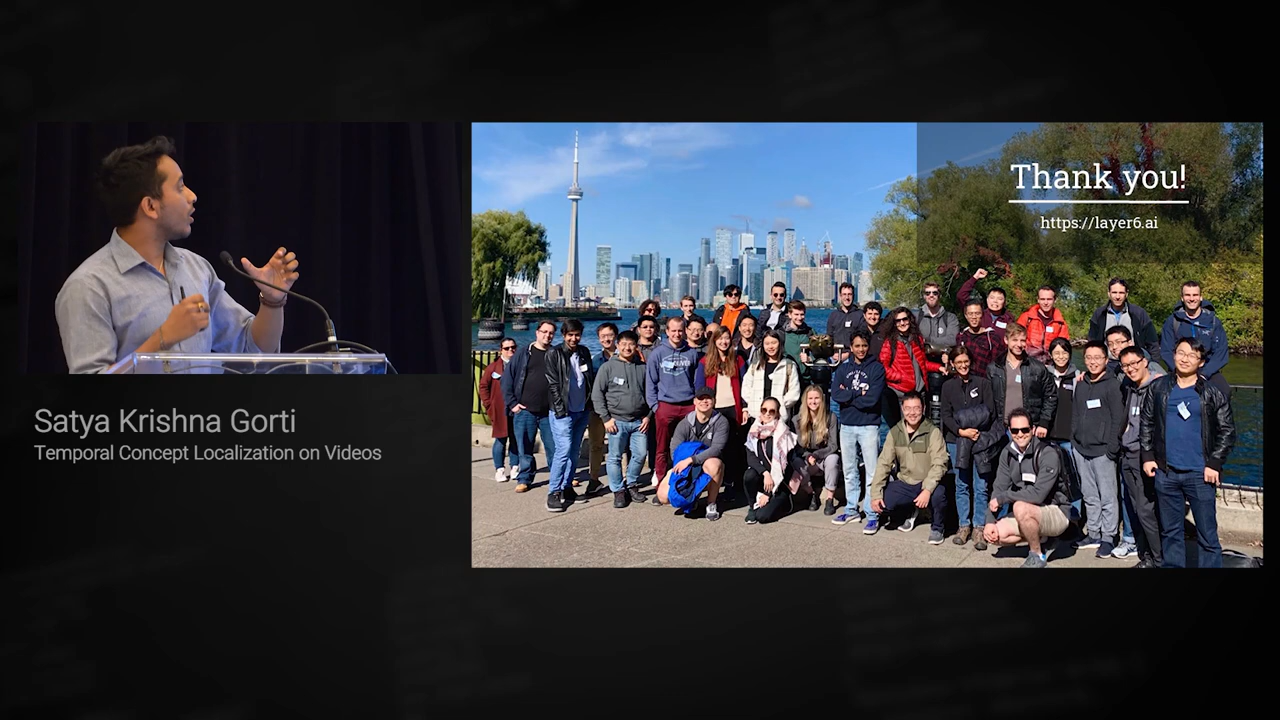 Thank you!
https://layer6.ai
Satya Krishna Gorti
Temporal Concept Localization on Videos